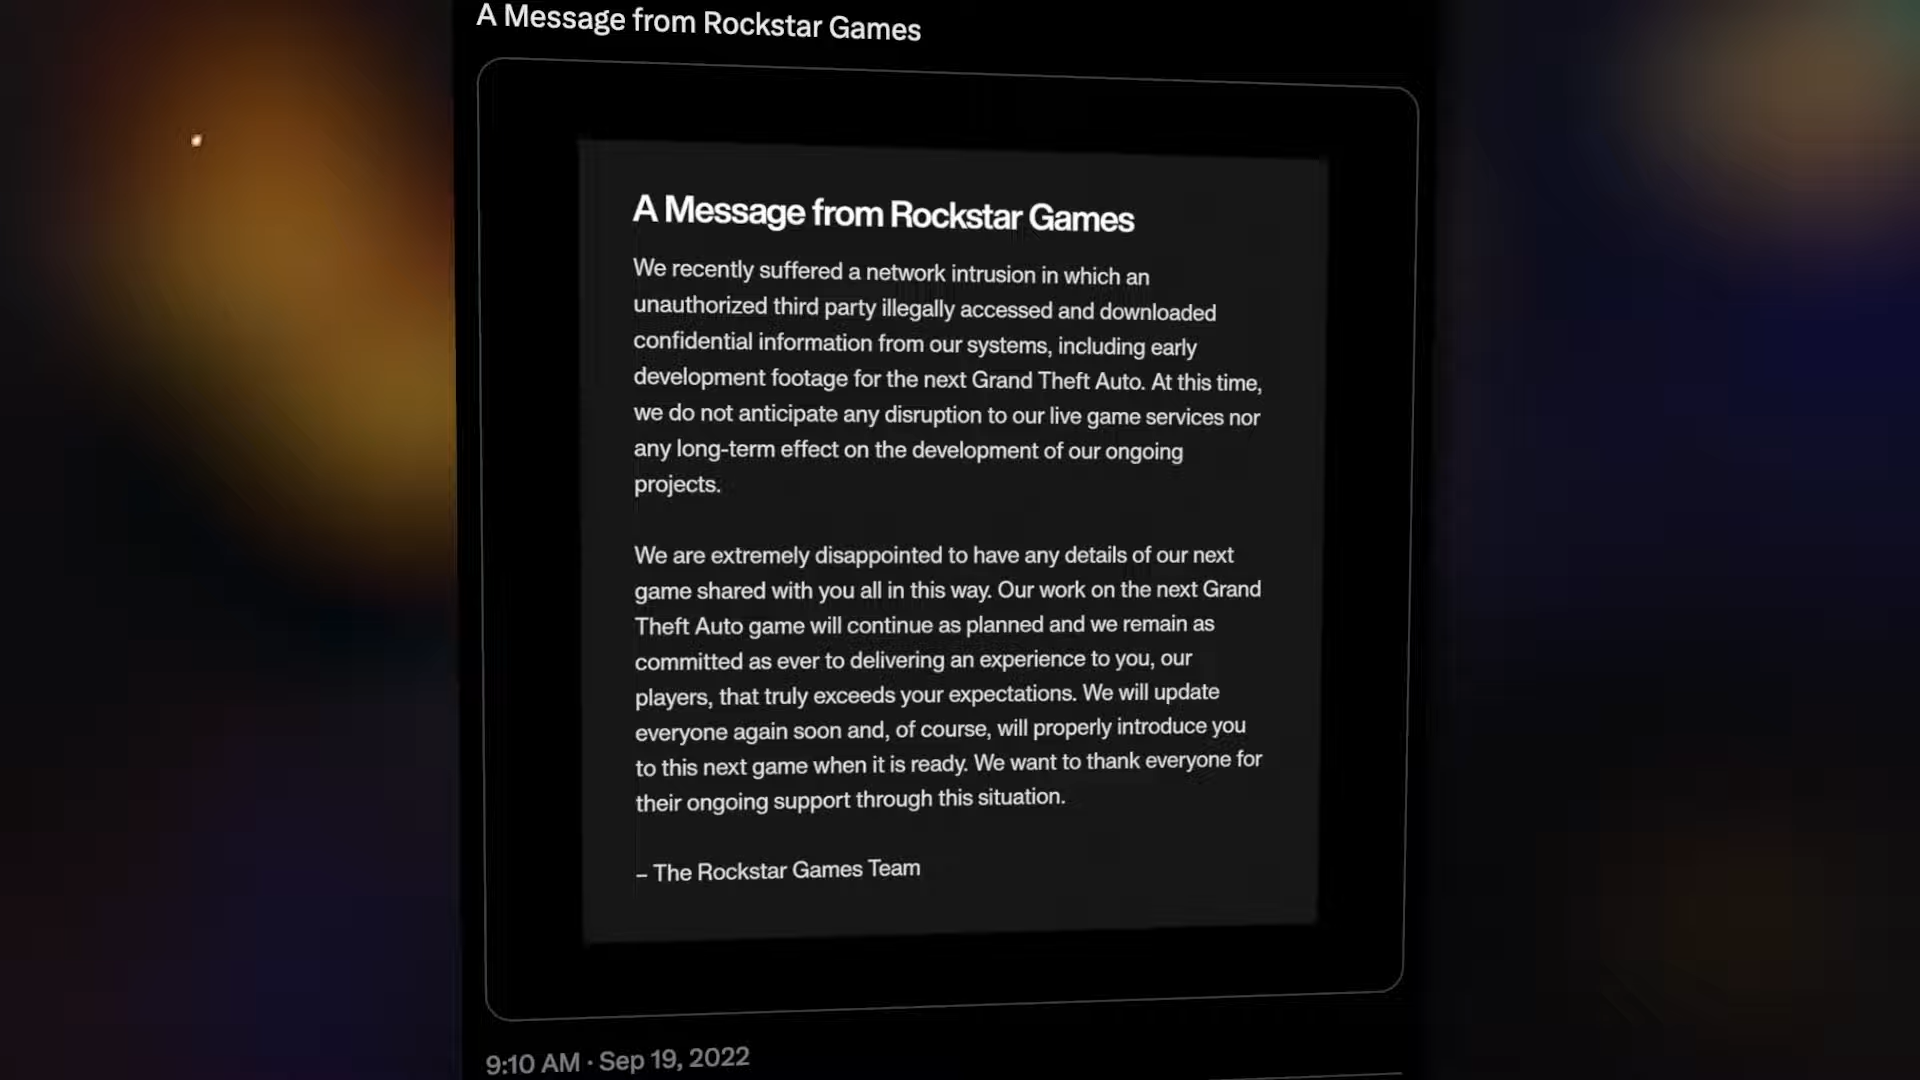 A Message from Rockstar Games
A Message from Rockstar Games
We recently suffered a network intrusion in which an
unauthorized third party illegally accessed and downloaded
confidential information from our systems, including early
development footage for the next Grand Theft Auto. At this time,
we do not anticipate any disruption to our live game services nor
any long-term effect on the development of our ongoing
projects.
We are extremely disappointed to have any details of our next
game shared with you all in this way. Our work on the next Grand
Theft Auto game will continue as planned and we remain as
committed as ever to delivering an experience to you, our
players, that truly exceeds your expectations. We will update
everyone again soon and, of course, will properly introduce you
to this next game when it is ready. We want to thank everyone for
their ongoing support through this situation.
– The Rockstar Games Team
9:10 AM · Sep 19, 2022